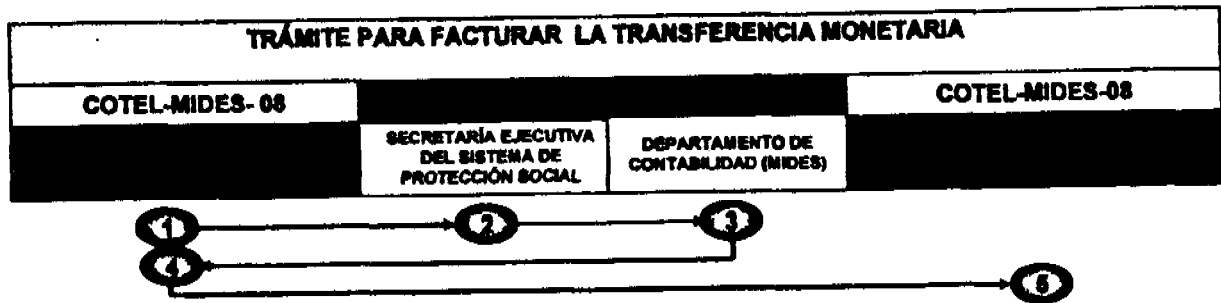 TRÁMITE PARA FACTURAR LA TRANSFERENCIA MONETARIA
COTEL-MIDES- 08
COTEL-MIDES-08
SECRETARÍA EJECUTIVA
DEL SISTEMA DE
PROTECCIÓN SOCIAL
DEPARTAMENTO DE
CONTABILIDAD (MIDES)
1
2
3
4
5